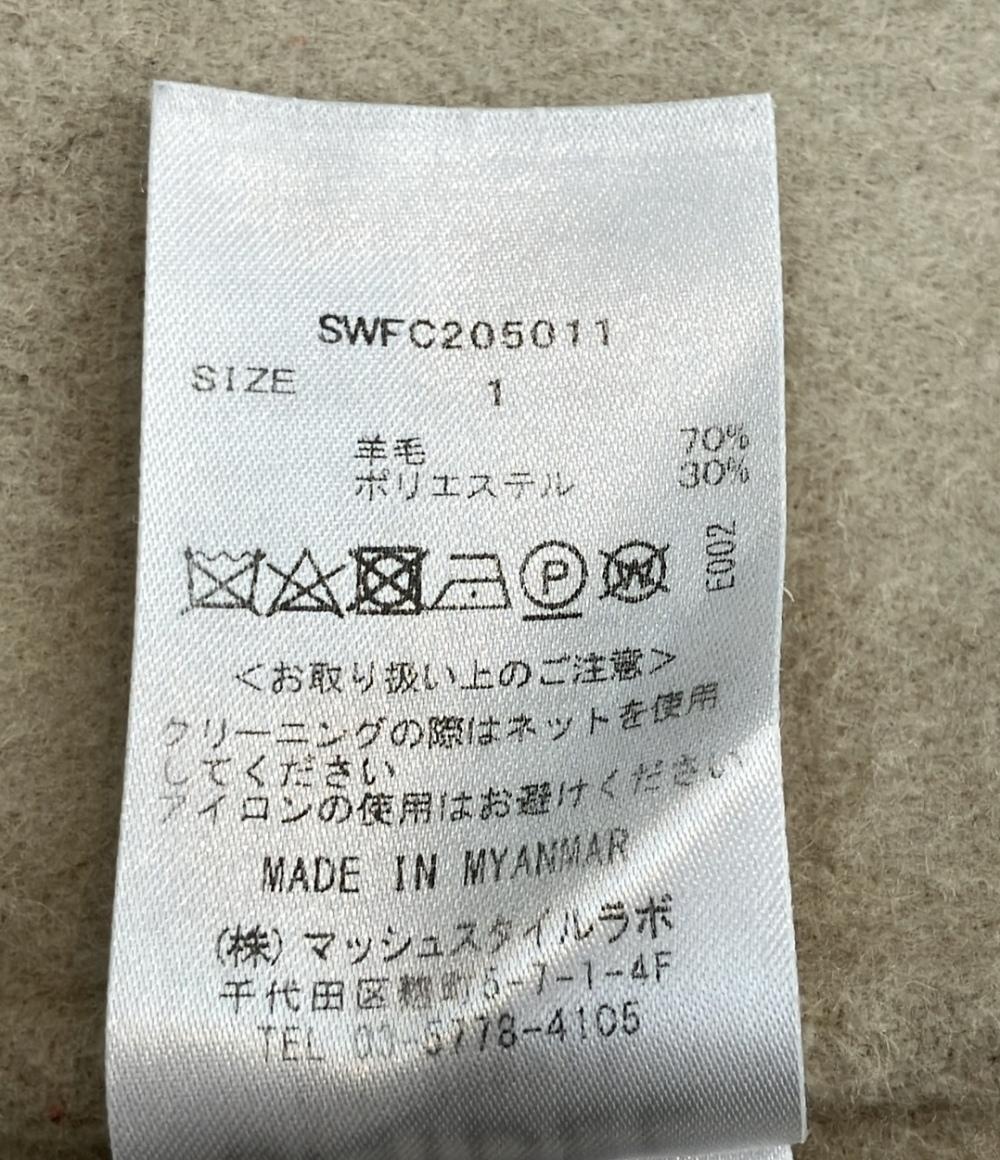 SWFC205011
SIZE 1
羊毛 70%
ポリエステル 30%
P W E002
<お取り扱い上のご注意>
クリーニングの際はネットを使用
してください
アイロンの使用はお避けください
MADE IN MYANMAR
(株)マッシュスタイルラボ
千代田区麹町5-7-1-4F
TEL 03-5778-4105